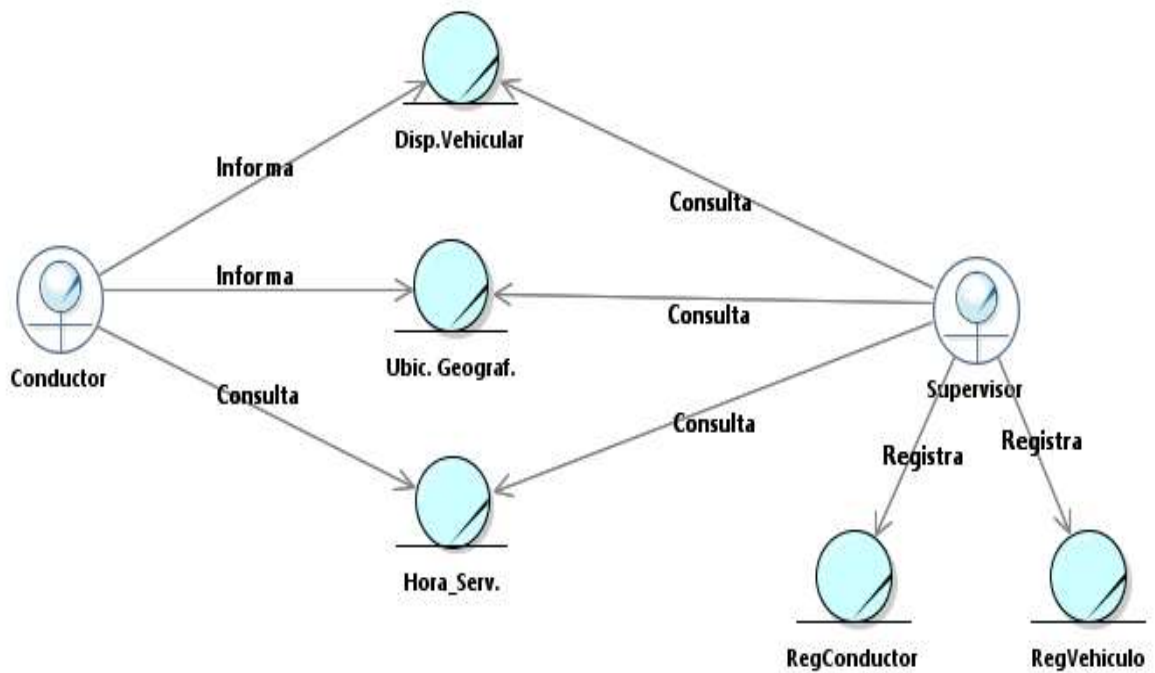 Disp.Vehicular
Informa
Consulta
Informa
Consulta
Ubic. Geograf.
Conductor
Supervisor
Consulta
Consulta
Registra
Registra
Hora_Serv.
RegConductor
RegVehiculo